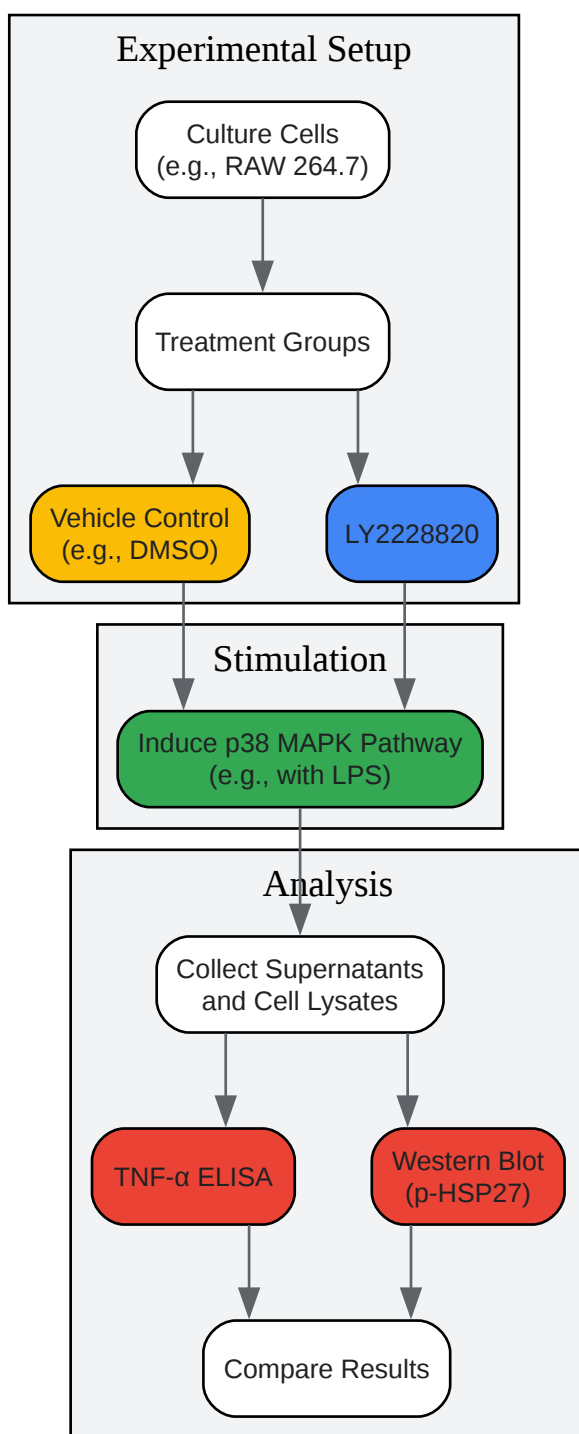 Experimental Setup
Culture Cells
(e.g., RAW 264.7)
Treatment Groups
Vehicle Control
(e.g., DMSO)
LY2228820
Stimulation
Induce p38 MAPK Pathway
(e.g., with LPS)
Analysis
Collect Supernatants
and Cell Lysates
TNF-α ELISA
Western Blot
(p-HSP27)
Compare Results